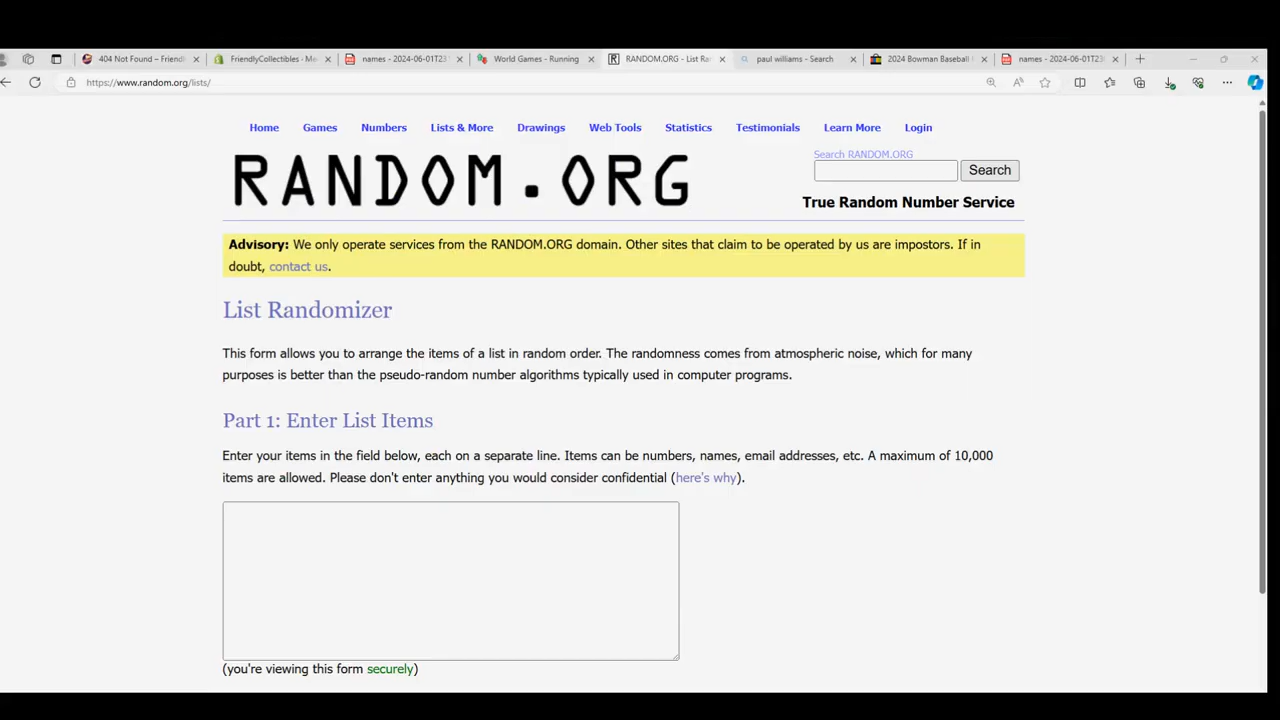 404 Not Found – Friendl
FriendlyCollectibles - Me
names - 2024-06-01T231
World Games - Running
RANDOM.ORG - List Ra
paul williams - Search
2024 Bowman Baseball
names - 2024-06-01T23
https://www.random.org/lists/
Home Games Numbers Lists & More Drawings Web Tools Statistics Testimonials Learn More Login
RANDOM.ORG
Search RANDOM.ORG
Search
True Random Number Service
Advisory: We only operate services from the RANDOM.ORG domain. Other sites that claim to be operated by us are impostors. If in
doubt, contact us.
List Randomizer
This form allows you to arrange the items of a list in random order. The randomness comes from atmospheric noise, which for many
purposes is better than the pseudo-random number algorithms typically used in computer programs.
Part 1: Enter List Items
Enter your items in the field below, each on a separate line. Items can be numbers, names, email addresses, etc. A maximum of 10,000
items are allowed. Please don't enter anything you would consider confidential (here's why).
(you're viewing this form securely)